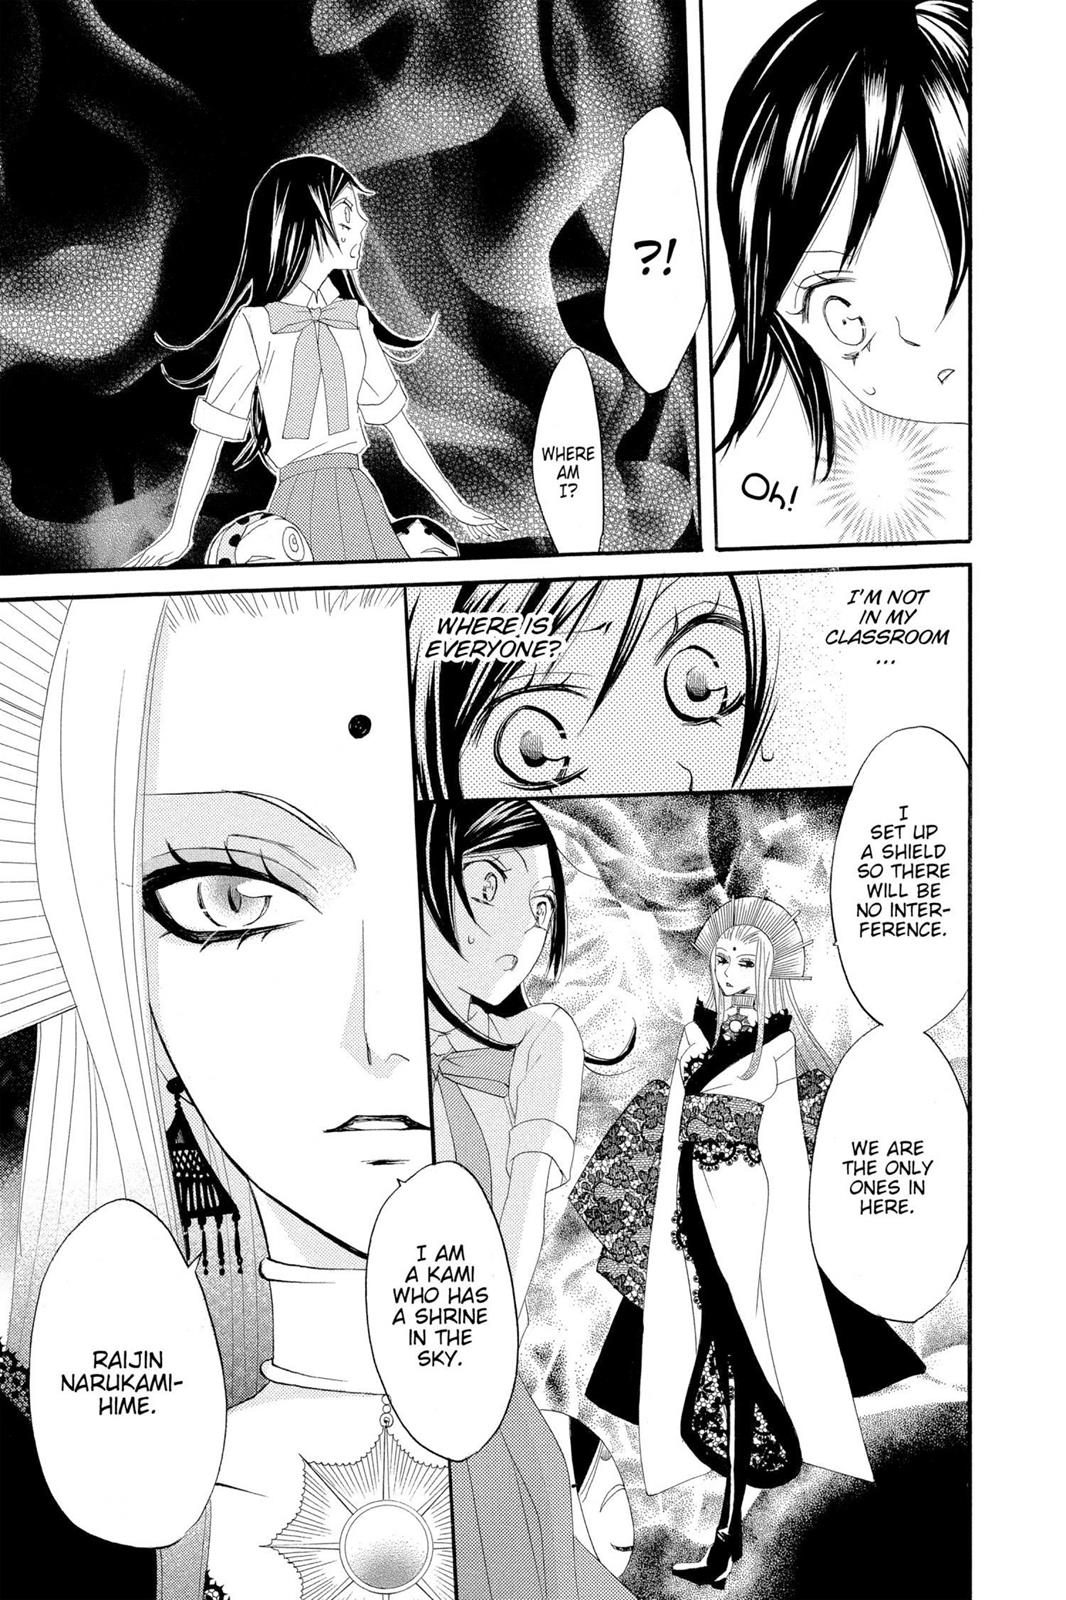 Oh!
?!
WHERE
AM
I?
I'M NOT
IN MY
CLASSROOM
...
WHERE IS
EVERYONE?
I
SET UP
A SHIELD
SO THERE
WILL BE
NO INTER-
FERENCE.
WE ARE
THE ONLY
ONES IN
HERE.
I AM
A KAMI
WHO HAS
A SHRINE
IN THE
SKY.
RAIJIN
NARUKAMI-
HIME.